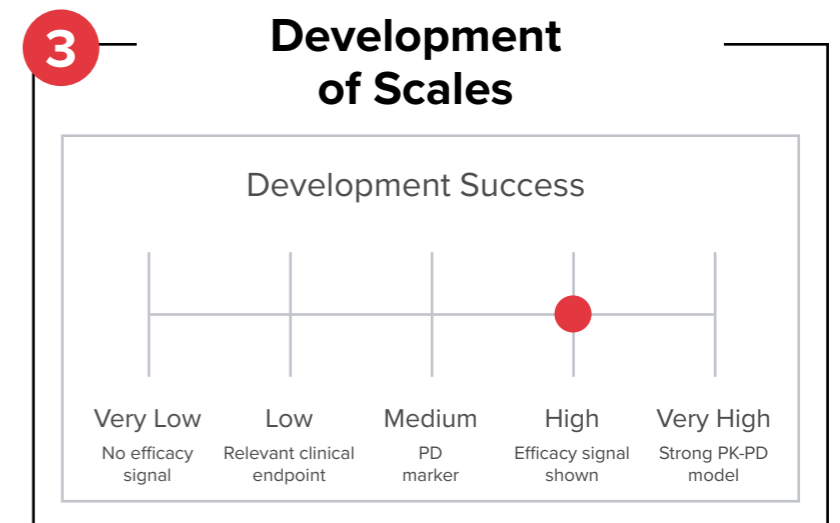 3
Development
of Scales
Development Success
Very Low
Low
Medium
High
Very High
No efficacy
signal
Relevant clinical
endpoint
PD
marker
Efficacy signal
shown
Strong PK-PD
model